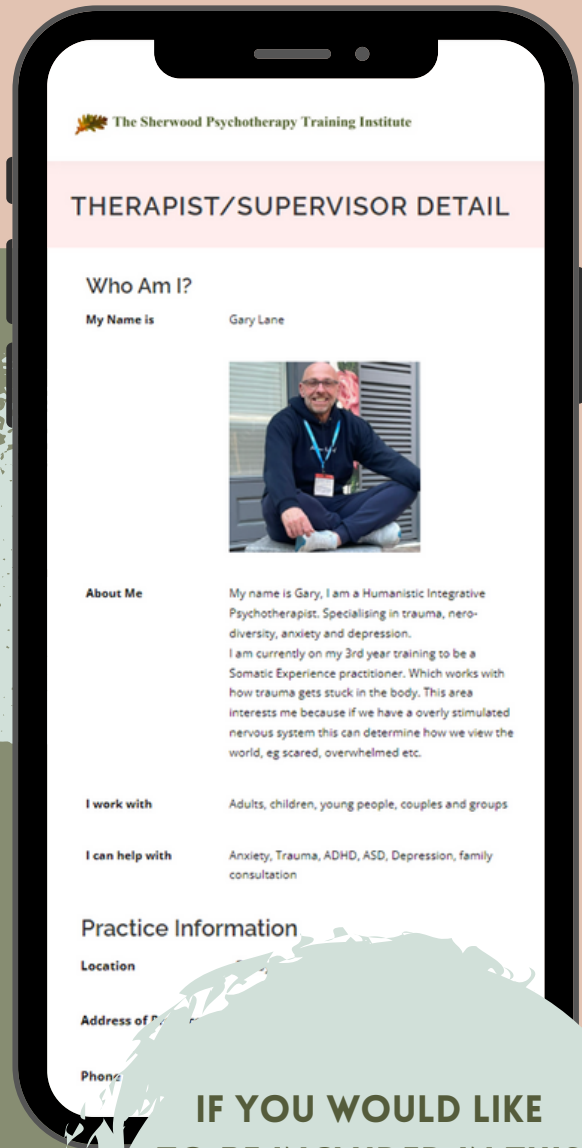 The Sherwood Psychotherapy Training Institute
THERAPIST/SUPERVISOR DETAIL
Who Am I?
My Name is Gary Lane
About Me My name is Gary, I am a Humanistic Integrative
Psychotherapist. Specialising in trauma, nero-
diversity, anxiety and depression.
I am currently on my 3rd year training to be a
Somatic Experience practitioner. Which works with
how trauma gets stuck in the body. This area
interests me because if we have a overly stimulated
nervous system this can determine how we view the
world, eg scared, overwhelmed etc.
I work with Adults, children, young people, couples and groups
I can help with Anxiety, Trauma, ADHD, ASD, Depression, family
consultation
Practice Information
Location
Address of
Phone
IF YOU WOULD LIKE